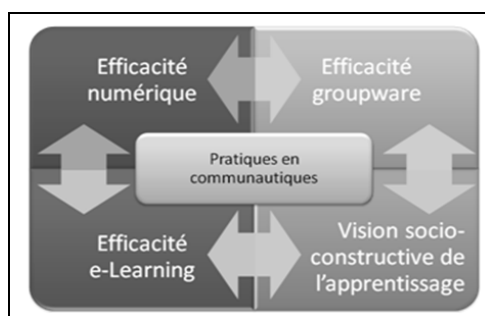 Efficacité
numérique
Efficacité
groupware
Pratiques en
communautiques
Efficacité
e-Learning
Vision socio-
constructive de
l'apprentissage